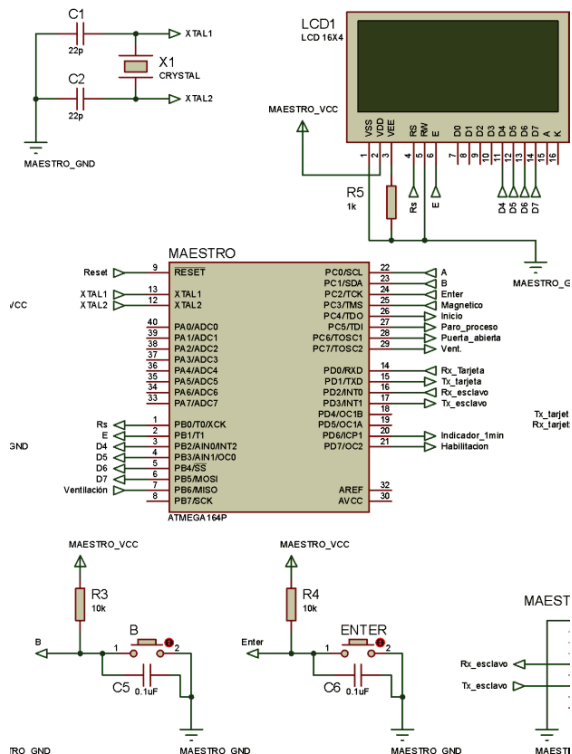 C1
22p
XTAL1
X1
CRYSTAL
C2
22p
XTAL2
MAESTRO_GND
LCD1
LCD 16X4
MAESTRO_VCC
VSS VDD VEE RS RW E D0 D1 D2 D3 D4 D5 D6 D7 A K
1 2 3 4 5 6 7 8 9 10 11 12 13 14 15 16
R5
1k
Rs E D4 D5 D6 D7
MAESTRO_G
MAESTRO
Reset 9 RESET PC0/SCL 22 A
PC1/SDA 23 B
XTAL1 13 XTAL1 PC2/TCK 24 Enter
XTAL2 12 XTAL2 PC3/TMS 25 Magnetico
PC4/TDO 26 Inicio
40 PA0/ADC0 PC5/TDI 27 Paro_proceso
39 PA1/ADC1 PC6/TOSC1 28 Puerta_abierta
38 PA2/ADC2 PC7/TOSC2 29 Vent.
37 PA3/ADC3
36 PA4/ADC4 PD0/RXD 14 Rx_Tarjeta
35 PA5/ADC5 PD1/TXD 15 Tx_tarjeta
34 PA6/ADC6 PD2/INT0 16 Rx_esclavo
33 PA7/ADC7 PD3/INT1 17 Tx_esclavo
PD4/OC1B 18
Rs 1 PB0/T0/XCK PD5/OC1A 19
E 2 PB1/T1 PD6/ICP1 20 Indicador_1min
D4 3 PB2/AIN0/INT2 PD7/OC2 21 Habilitacion
D5 4 PB3/AIN1/OC0
D6 5 PB4/SS
D7 6 PB5/MOSI
Ventilación 7 PB6/MISO AREF 32
8 PB7/SCK AVCC 30
ATMEGA164P
VCC
GND
Tx_tarjet
Rx_tarjet
MAESTRO_VCC
R3
10k
B
B
1 2
C5
0.1uF
TRO_GND
MAESTRO_GND
MAESTRO_VCC
R4
10k
Enter
ENTER
1 2
C6
0.1uF
MAESTRO_GND
MAEST
Rx_esclavo
Tx_esclavo
MAEST